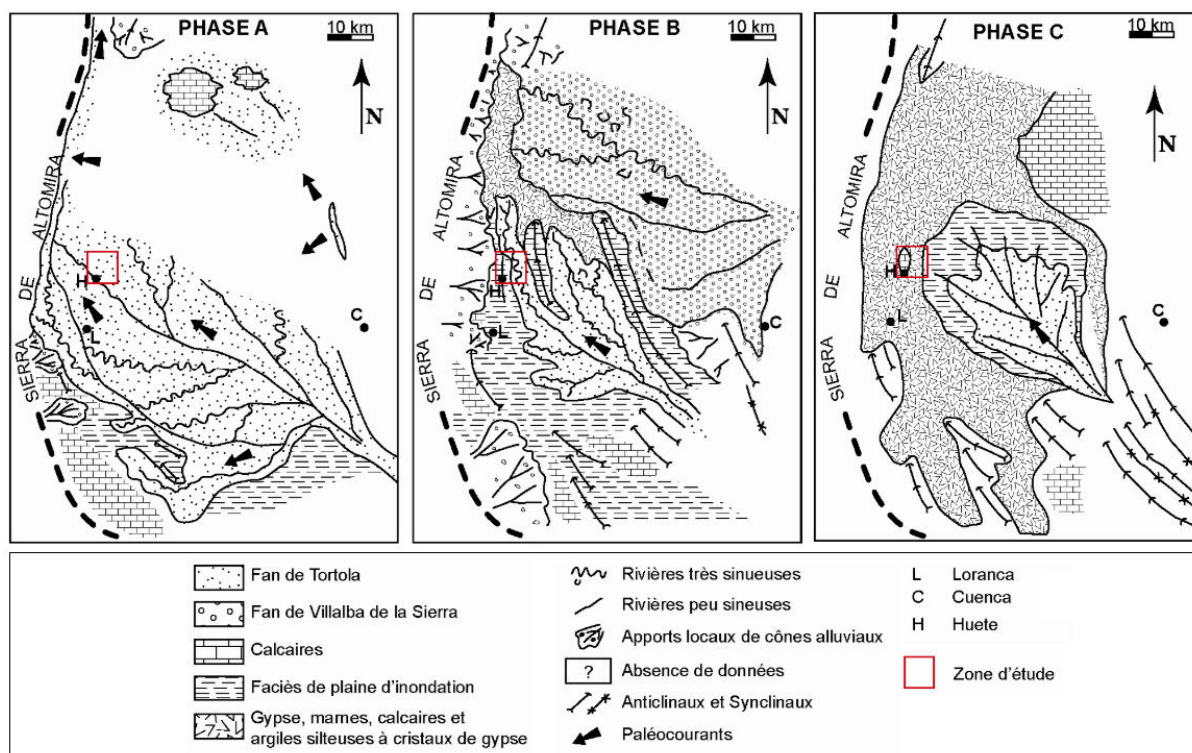 PHASE A
10 km
N
SIERRA DE ALTOMIRA
H
L
C
PHASE B
10 km
N
SIERRA DE ALTOMIRA
H
L
C
PHASE C
10 km
N
SIERRA DE ALTOMIRA
H
L
C
Fan de Tortola
Fan de Villalba de la Sierra
Calcaires
Faciès de plaine d'inondation
Gypse, marnes, calcaires et
argiles silteuses à cristaux de gypse
Rivières très sinueuses
Rivières peu sineuses
Apports locaux de cônes alluviaux
? Absence de données
Anticlinaux et Synclinaux
Paléocourants
L Loranca
C Cuenca
H Huete
Zone d'étude